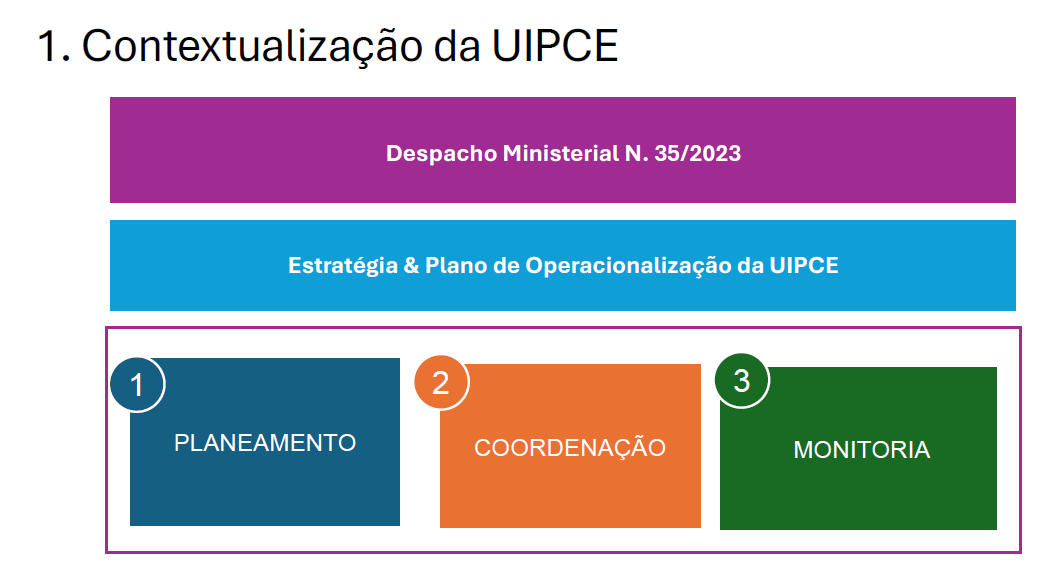 1. Contextualização da UIPCE
Despacho Ministerial N. 35/2023
Estratégia & Plano de Operacionalização da UIPCE
1
PLANEAMENTO
2
COORDENAÇÃO
3
MONITORIA